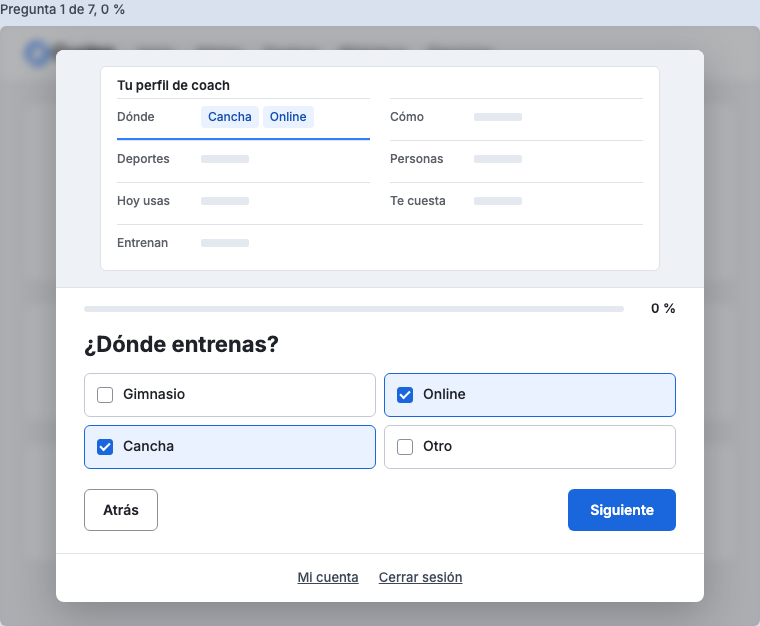 Pregunta 1 de 7, 0 %
Tu perfil de coach
Dónde Cancha Online
Cómo
Deportes
Personas
Hoy usas
Te cuesta
Entrenan
0 %
¿Dónde entrenas?
Gimnasio
Online
Cancha
Otro
Atrás
Siguiente
Mi cuenta
Cerrar sesión